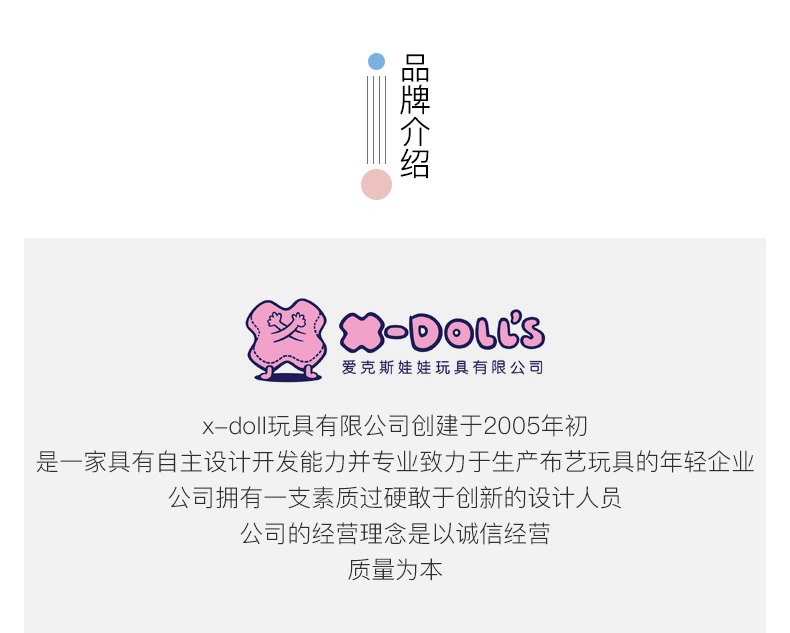 品牌介绍
X-DOLL'S
爱克斯娃娃玩具有限公司
x-doll玩具有限公司创建于2005年初
是一家具有自主设计开发能力并专业致力于生产布艺玩具的年轻企业
公司拥有一支素质过硬敢于创新的设计人员
公司的经营理念是以诚信经营
质量为本